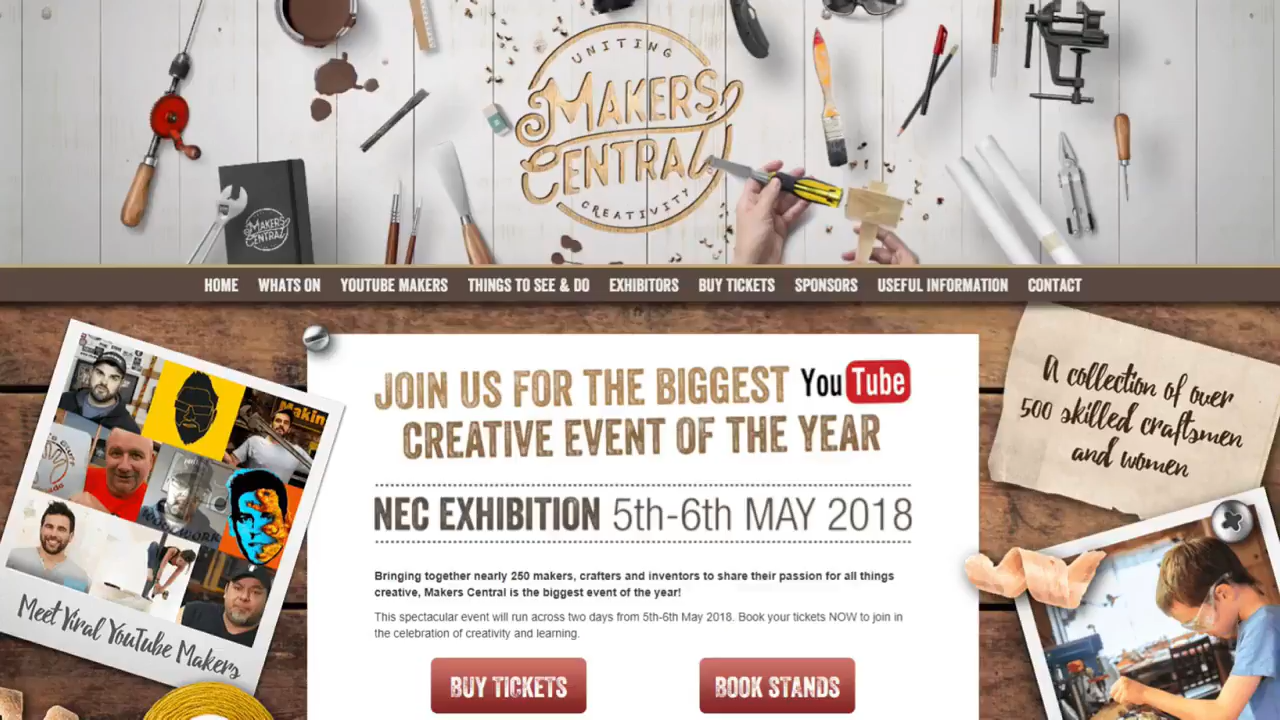 UNITING
MAKERS
CENTRAL
CREATIVITY
MAKERS
CENTRAL
HOME WHATS ON YOUTUBE MAKERS THINGS TO SEE & DO EXHIBITORS BUY TICKETS SPONSORS USEFUL INFORMATION CONTACT
JOIN US FOR THE BIGGEST YouTube
CREATIVE EVENT OF THE YEAR
NEC EXHIBITION 5th-6th MAY 2018
Bringing together nearly 250 makers, crafters and inventors to share their passion for all things
creative, Makers Central is the biggest event of the year!
This spectacular event will run across two days from 5th-6th May 2018. Book your tickets NOW to join in
the celebration of creativity and learning.
BUY TICKETS BOOK STANDS
Makin
Meet Viral YouTube Makers
A collection of over
500 skilled craftsmen
and women